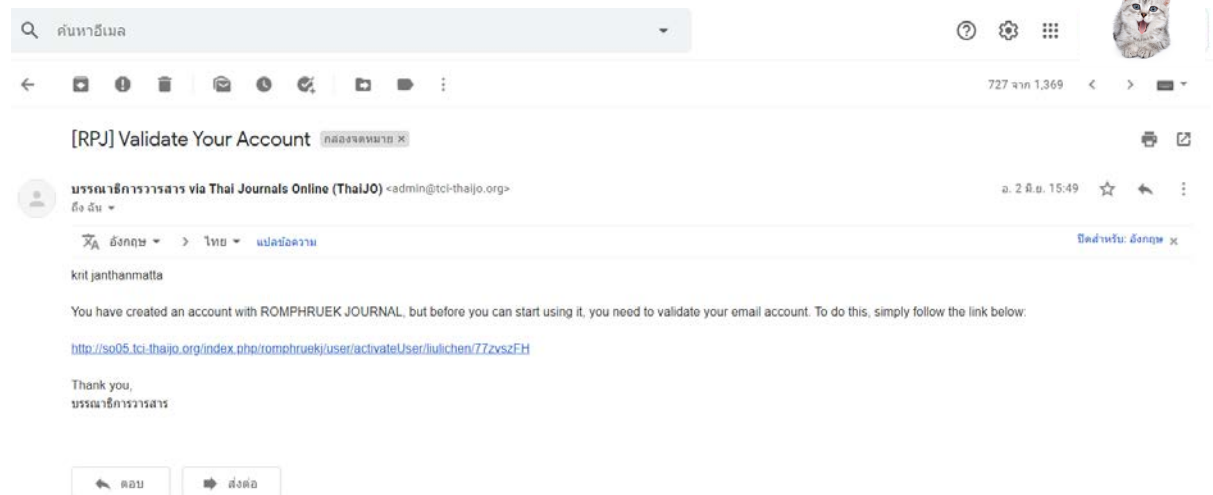 ค้นหาอีเมล
727 จาก 1,369
[RPJ] Validate Your Account กล่องจดหมาย ×
บรรณาธิการวารสาร via Thai Journals Online (ThaiJO) <admin@tci-thaijo.org>
อ. 2 มิ.ย. 15:49
ถึง ฉัน
อังกฤษ > ไทย แปลข้อความ
ปิดสำหรับ: อังกฤษ ×
krit janthanmatta
You have created an account with ROMPHRUEK JOURNAL, but before you can start using it, you need to validate your email account. To do this, simply follow the link below:
http://so05.tci-thaijo.org/index.php/romphruekj/user/activateUser/liulichen/77zvszFH
Thank you,
บรรณาธิการวารสาร
ตอบ
ส่งต่อ